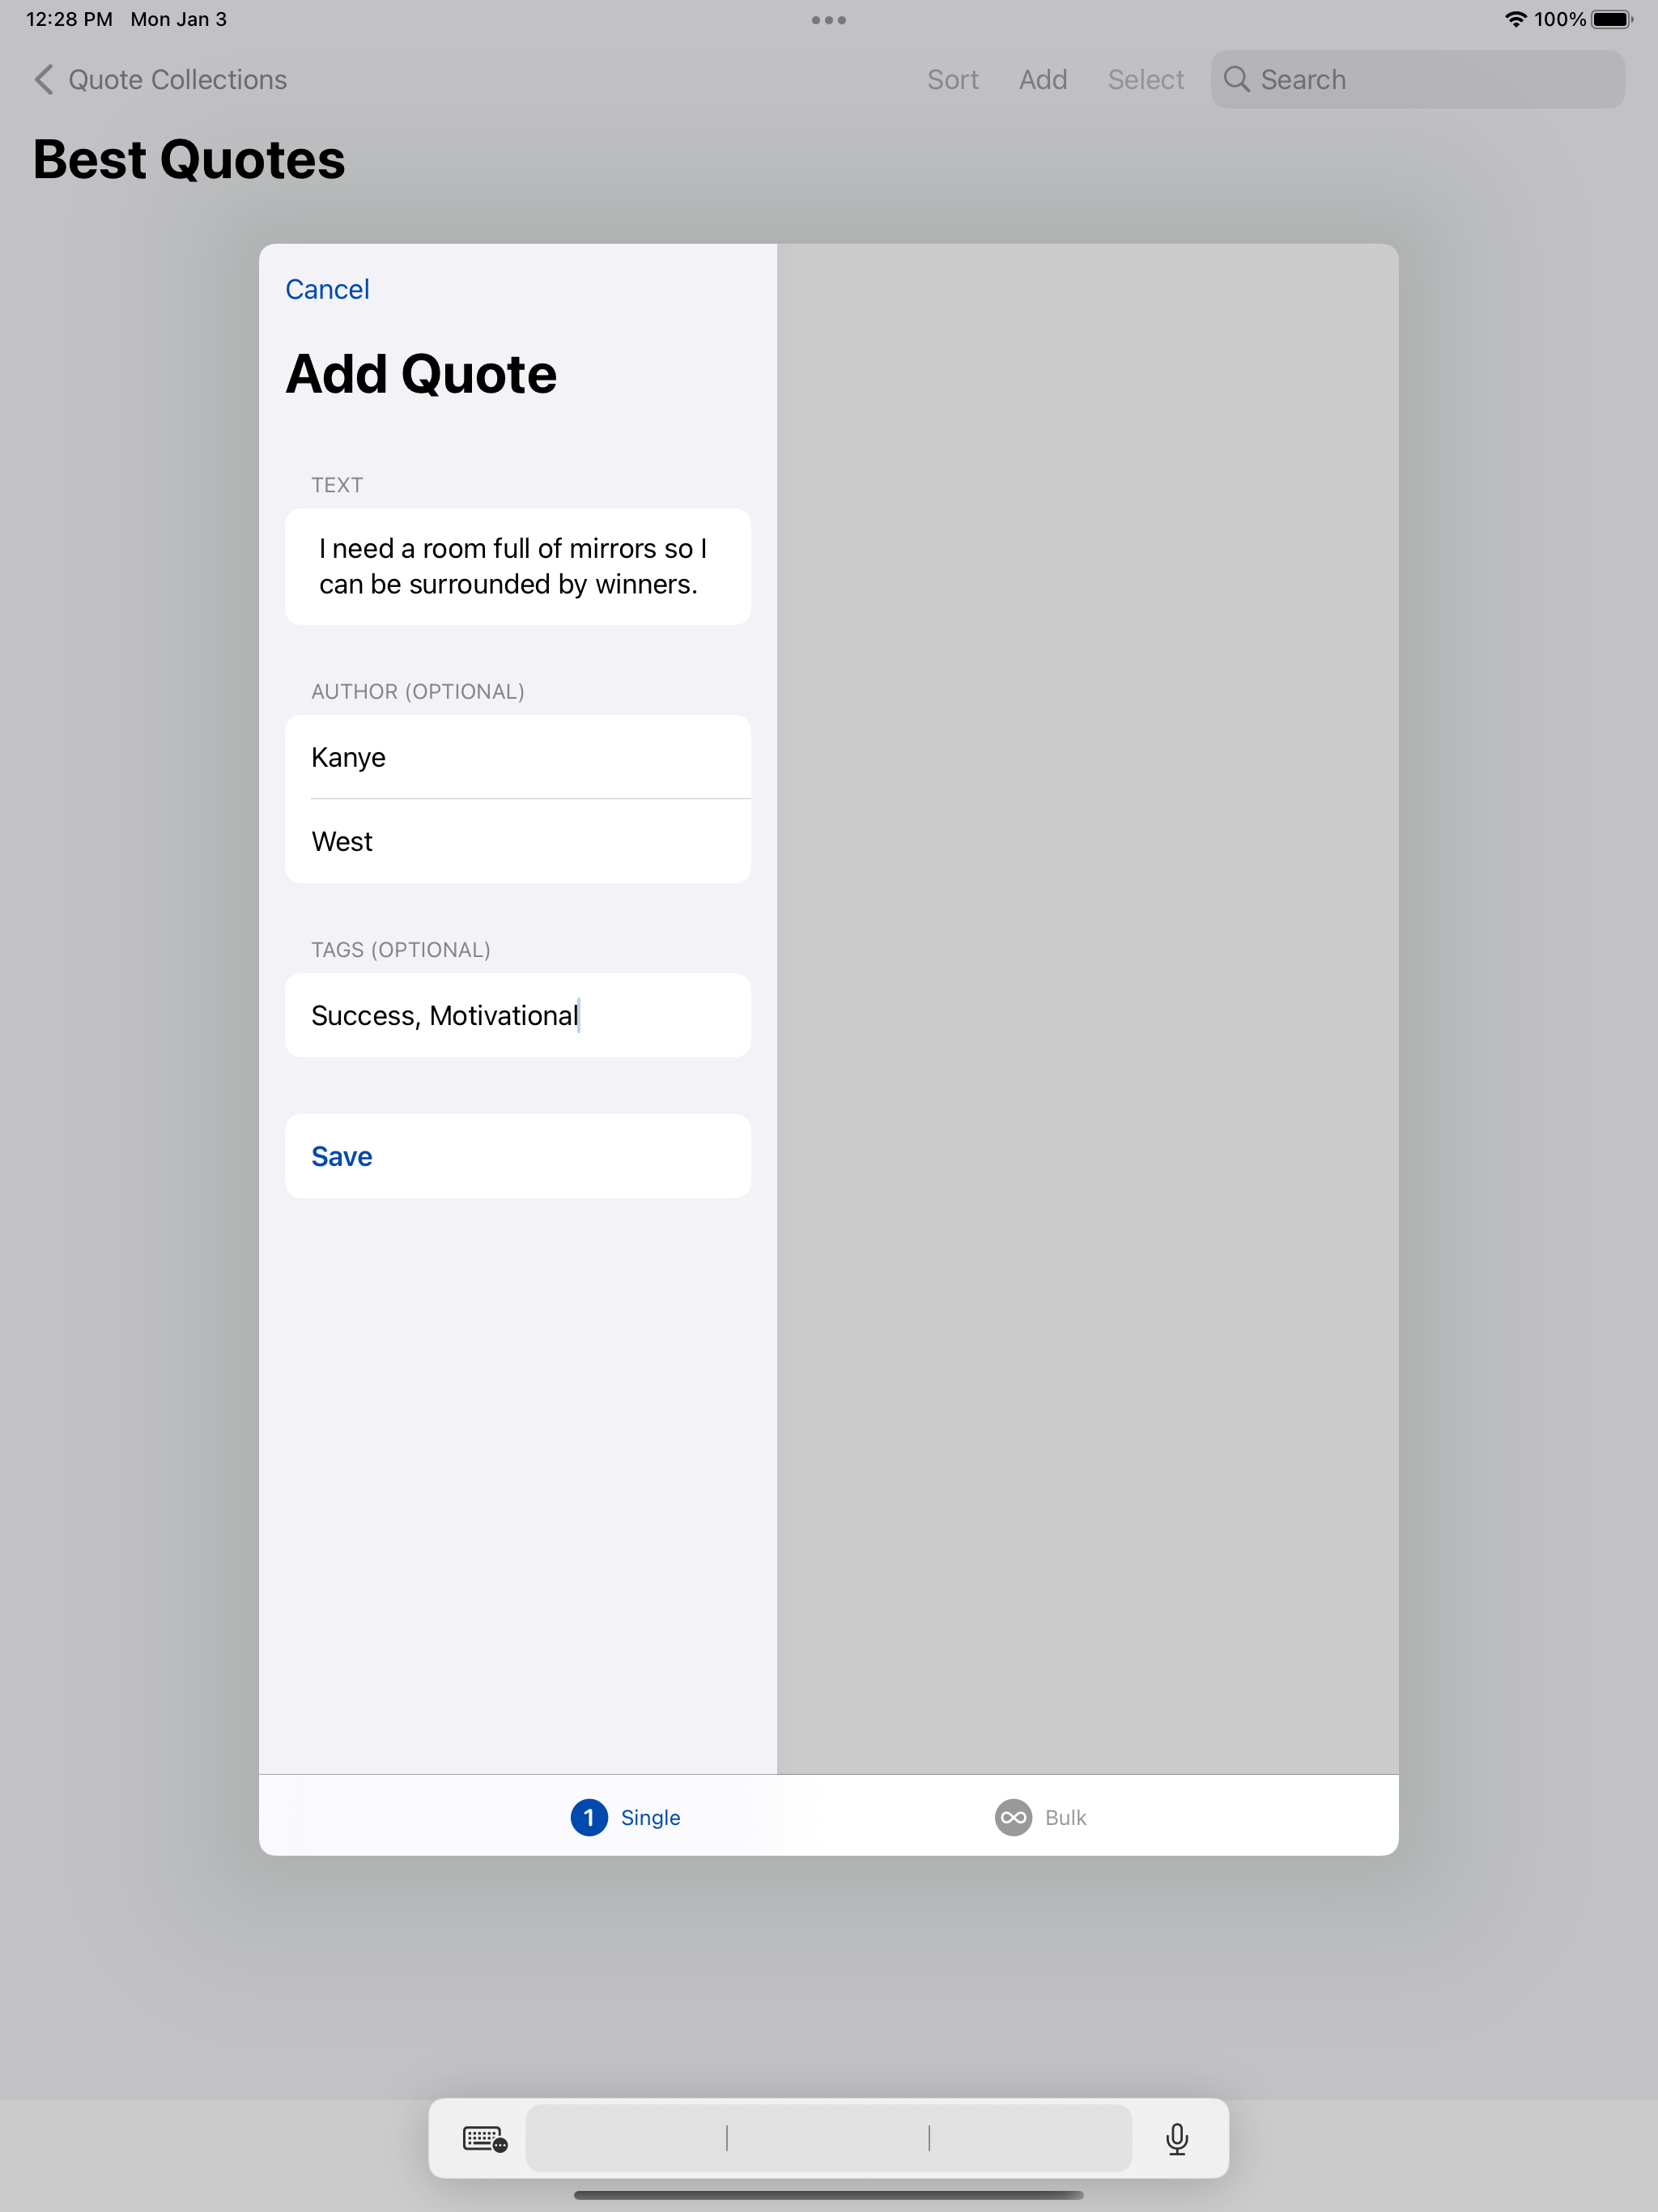 12:28 PM Mon Jan 3
100%
Quote Collections
Sort Add Select Search
Best Quotes
Cancel
Add Quote
TEXT
I need a room full of mirrors so I
can be surrounded by winners.
AUTHOR (OPTIONAL)
Kanye
West
TAGS (OPTIONAL)
Success, Motivational
Save
1 Single
Bulk